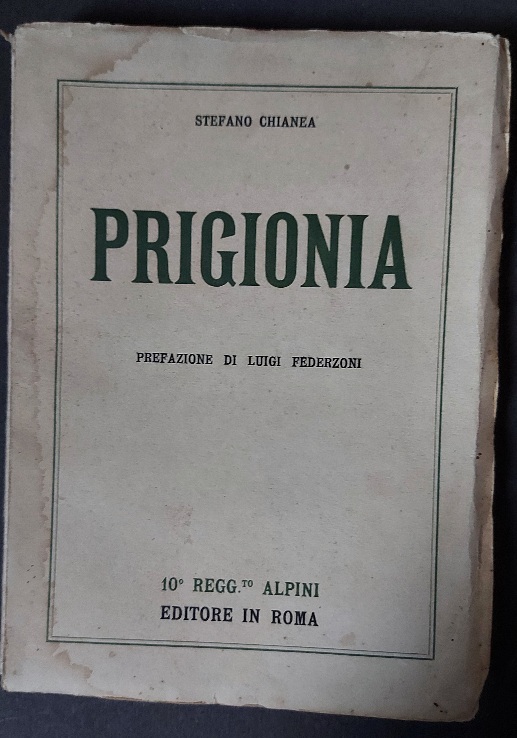 STEFANO CHIANEA
PRIGIONIA
PREFAZIONE DI LUIGI FEDERZONI
10° REGG.TO ALPINI
EDITORE IN ROMA